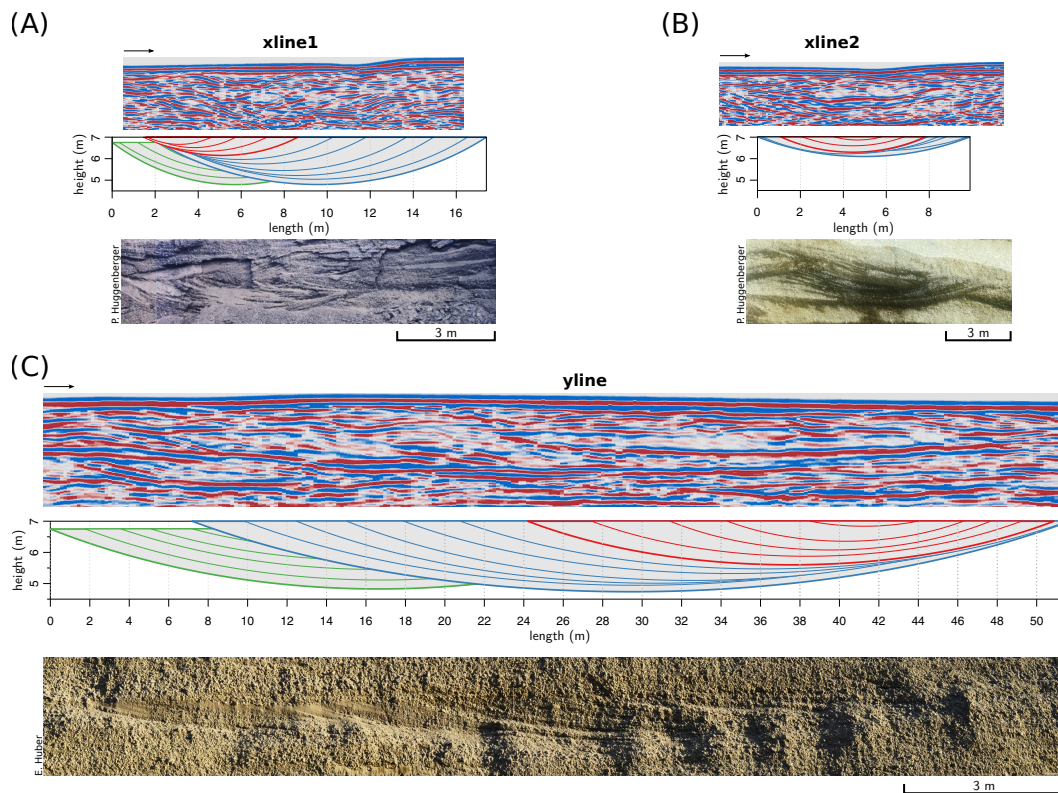 (A)
xline1
height (m)
7
6
5
0 2 4 6 8 10 12 14 16
length (m)
P. Huggenberger
3 m
(B)
xline2
height (m)
7
6
5
0 2 4 6 8
length (m)
P. Huggenberger
3 m
(C)
yline
height (m)
7
6
5
0 2 4 6 8 10 12 14 16 18 20 22 24 26 28 30 32 34 36 38 40 42 44 46 48 50
length (m)
E. Huber
3 m